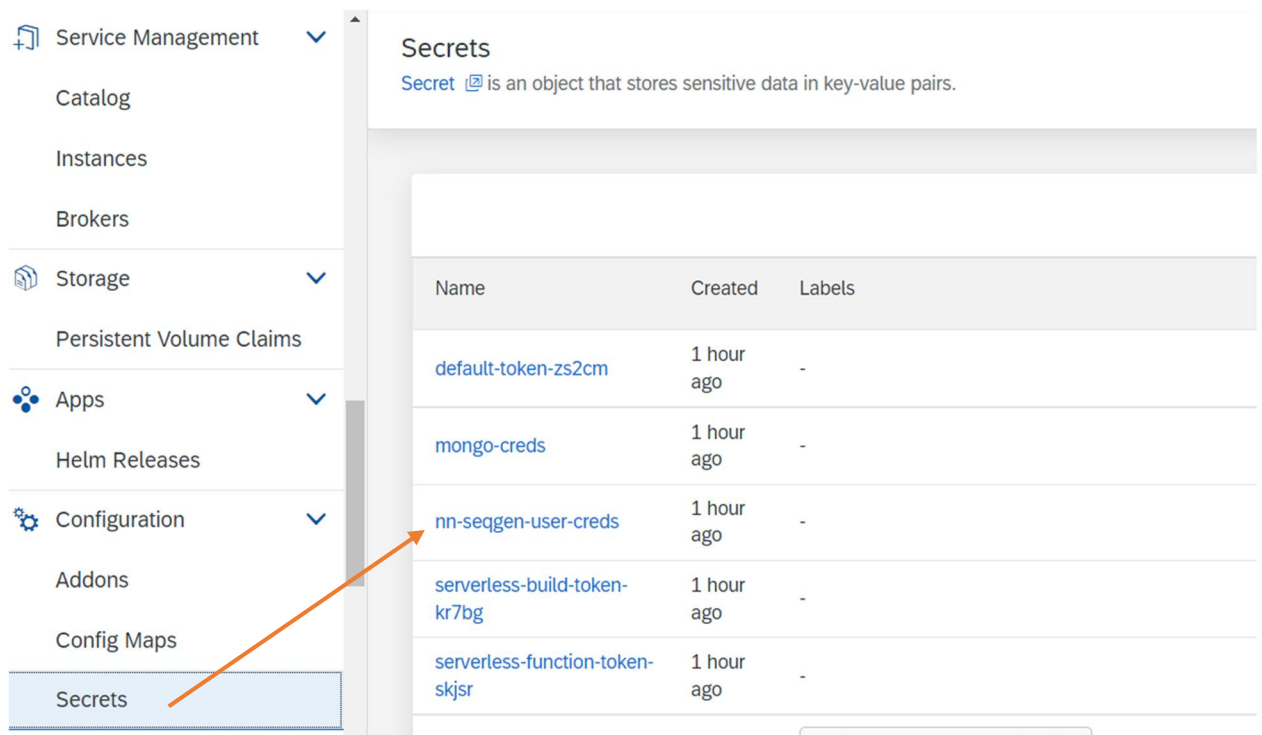 Service Management
Catalog
Instances
Brokers
Storage
Persistent Volume Claims
Apps
Helm Releases
Configuration
Addons
Config Maps
Secrets
Secrets
Secret is an object that stores sensitive data in key-value pairs.
Name Created Labels
default-token-zs2cm 1 hour ago -
mongo-creds 1 hour ago -
nn-seqgen-user-creds 1 hour ago -
serverless-build-token-kr7bg 1 hour ago -
serverless-function-token-skjsr 1 hour ago -